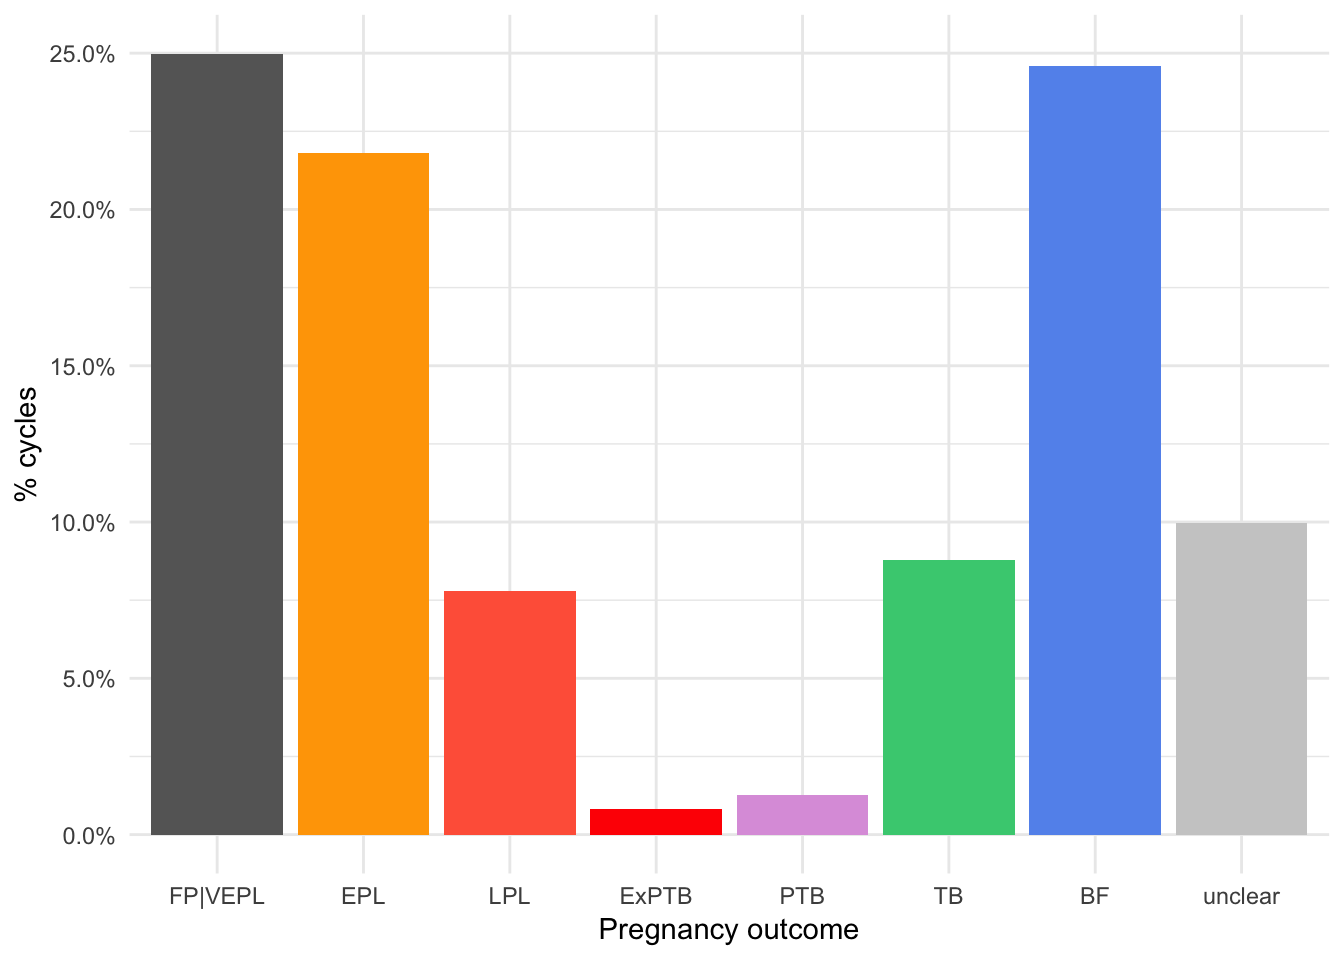 25.0%
20.0%
15.0%
10.0%
5.0%
0.0%
% cycles
FP|VEPL EPL LPL ExPTB PTB TB BF unclear
Pregnancy outcome